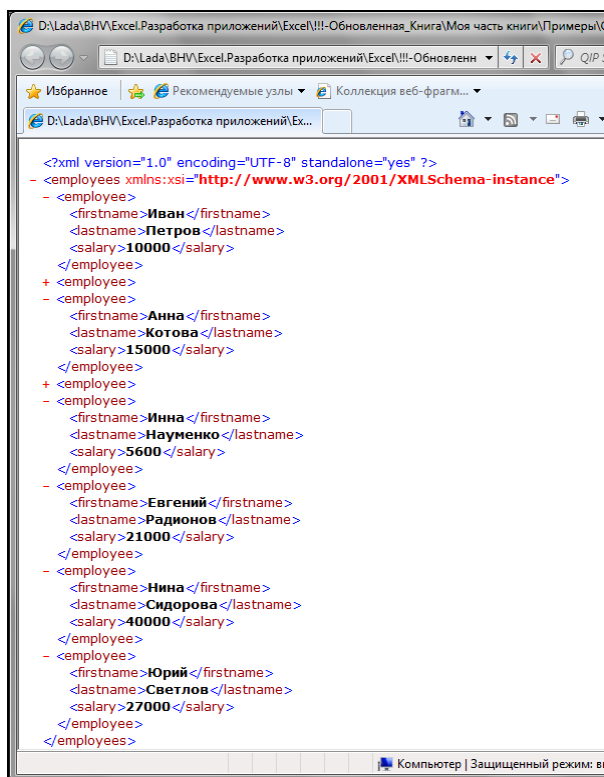 D:\Lada\BHV\Excel.Разработка приложений\Excel\!!!-Обновленная_Книга\Моя часть книги\Примеры\
D:\Lada\BHV\Excel.Разработка приложений\Excel\!!!-Обновленн QIP
Избранное Рекомендуемые узлы Коллекция веб-фрагм...
D:\Lada\BHV\Excel.Разработка приложений\Ex...
<?xml version="1.0" encoding="UTF-8" standalone="yes" ?>
- <employees xmlns:xsi="http://www.w3.org/2001/XMLSchema-instance">
- <employee>
<firstname>Иван</firstname>
<lastname>Петров</lastname>
<salary>10000</salary>
</employee>
+ <employee>
- <employee>
<firstname>Анна</firstname>
<lastname>Котова</lastname>
<salary>15000</salary>
</employee>
+ <employee>
- <employee>
<firstname>Инна</firstname>
<lastname>Науменко</lastname>
<salary>5600</salary>
</employee>
- <employee>
<firstname>Евгений</firstname>
<lastname>Радионов</lastname>
<salary>21000</salary>
</employee>
- <employee>
<firstname>Нина</firstname>
<lastname>Сидорова</lastname>
<salary>40000</salary>
</employee>
- <employee>
<firstname>Юрий</firstname>
<lastname>Светлов</lastname>
<salary>27000</salary>
</employee>
</employees>
Компьютер | Защищенный режим: